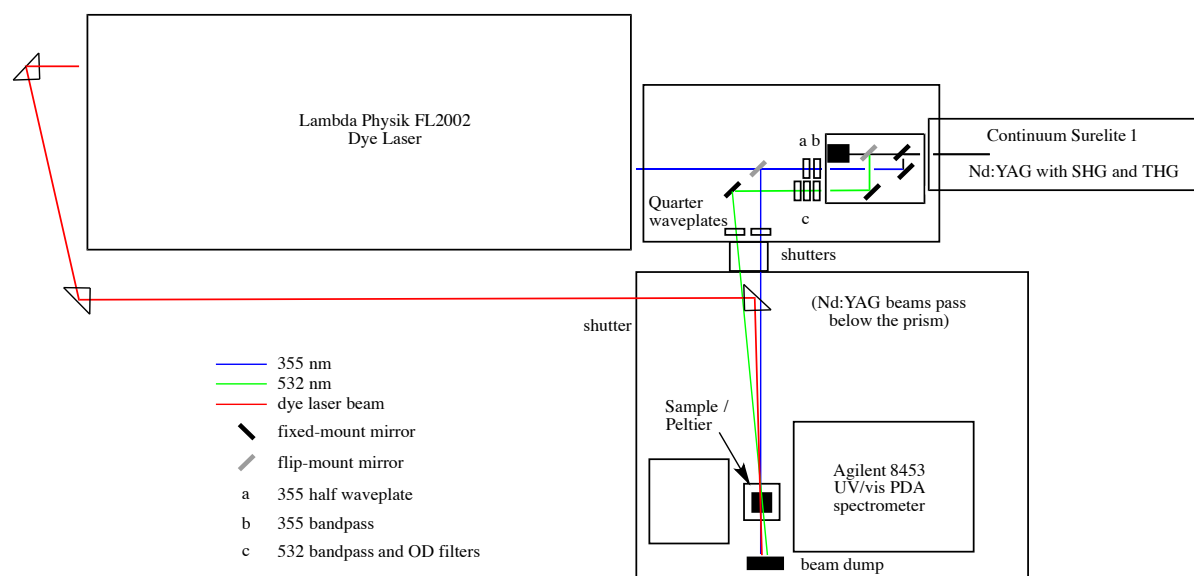 Lambda Physik FL2002
Dye Laser
a b
Continuum Surelite 1
Nd:YAG with SHG and THG
Quarter
waveplates
c
shutters
shutter
(Nd:YAG beams pass
below the prism)
355 nm
532 nm
dye laser beam
fixed-mount mirror
flip-mount mirror
a 355 half waveplate
b 355 bandpass
c 532 bandpass and OD filters
Sample /
Peltier
Agilent 8453
UV/vis PDA
spectrometer
beam dump